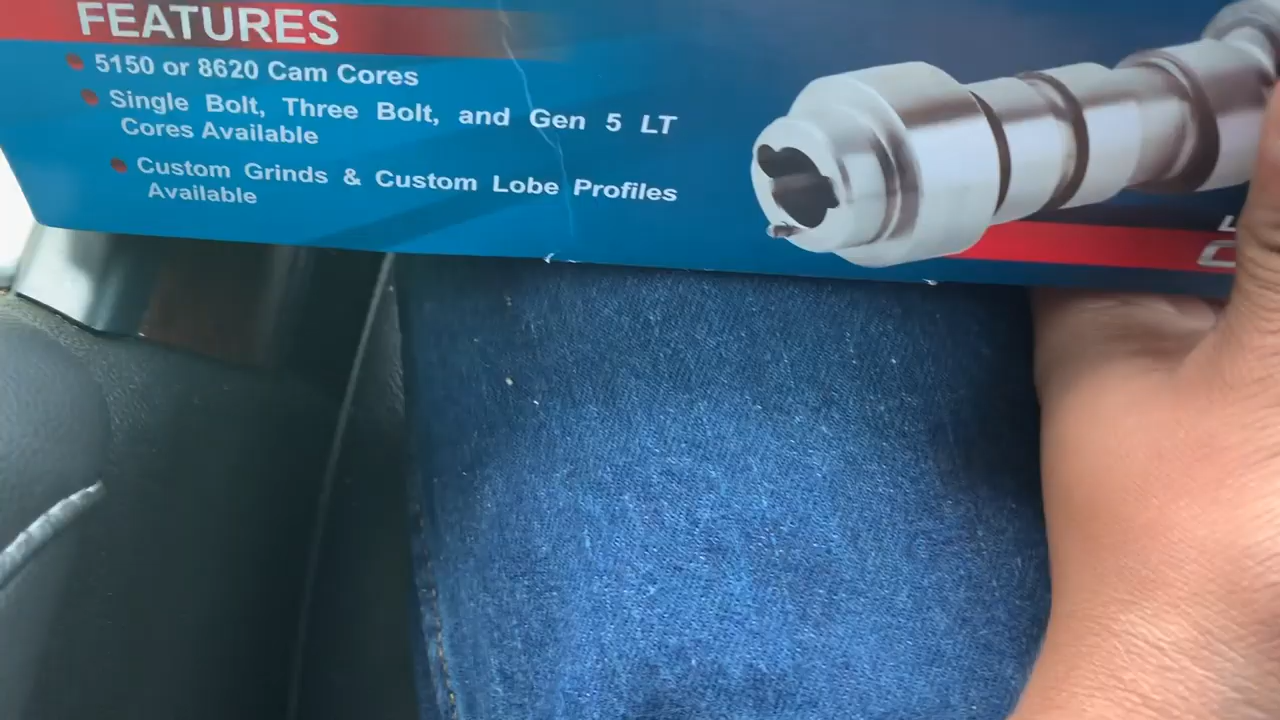 FEATURES
5150 or 8620 Cam Cores
Single Bolt, Three Bolt, and Gen 5 LT
Cores Available
Custom Grinds & Custom Lobe Profiles
Available